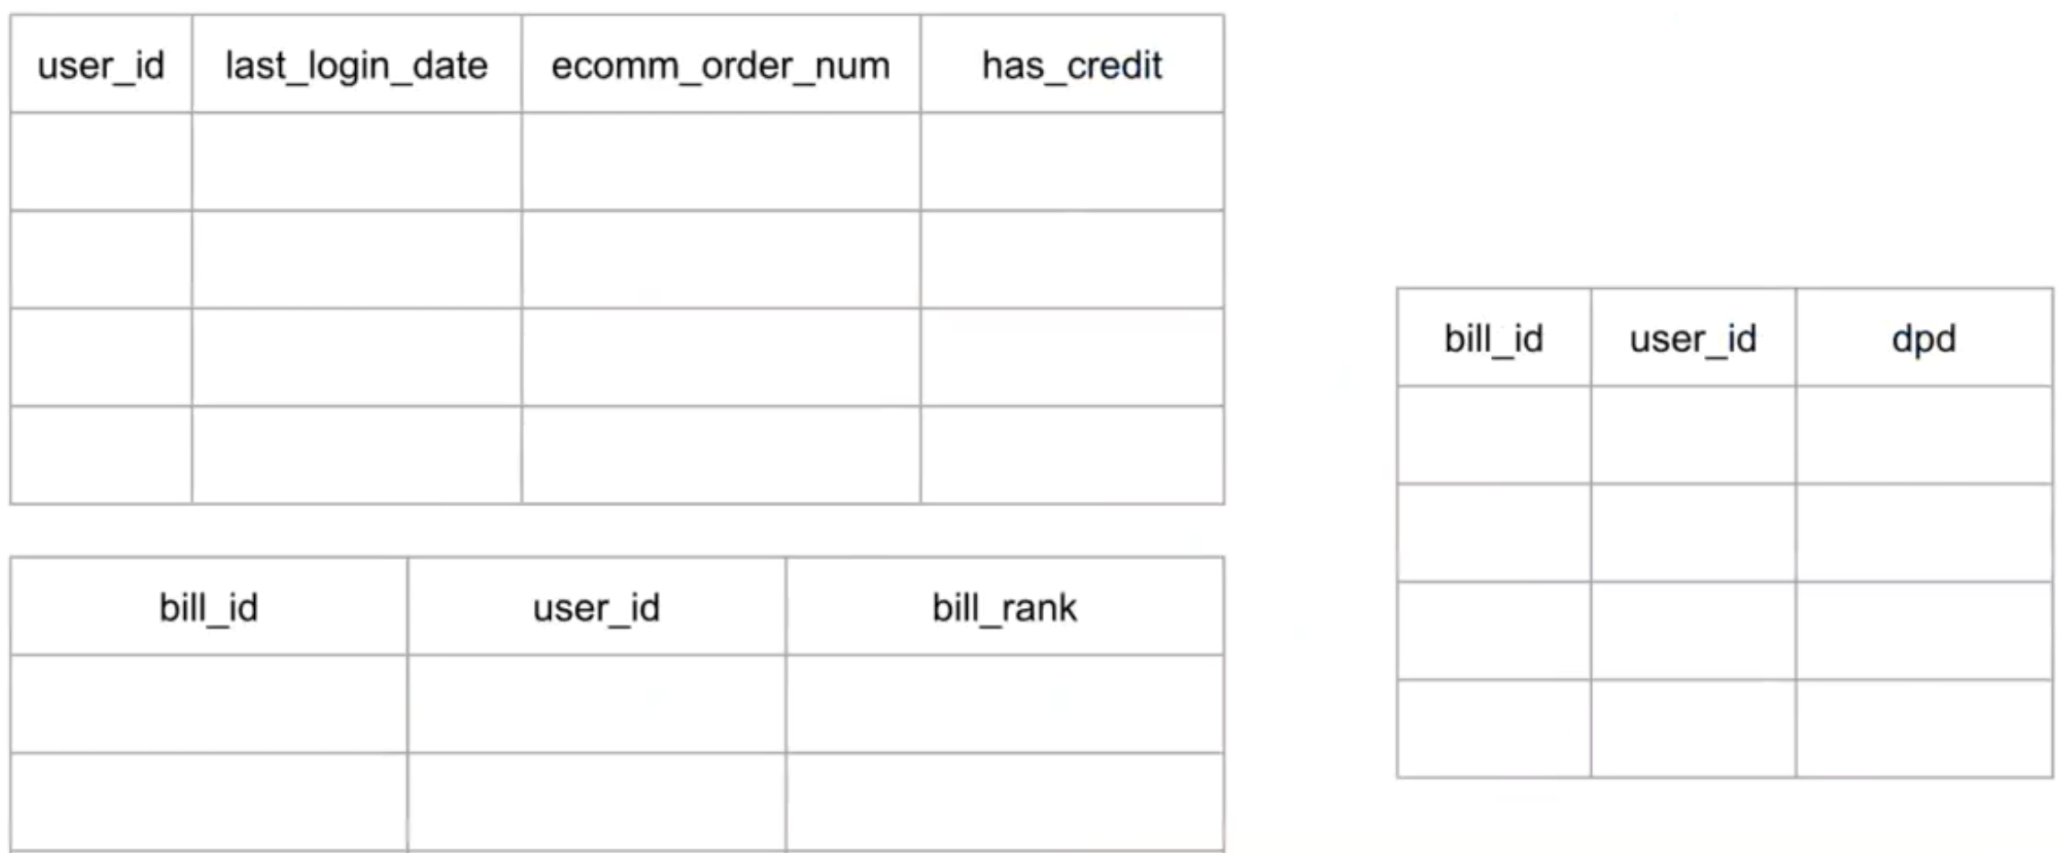 user_id last_login_date ecomm_order_num has_credit
bill_id user_id dpd
bill_id user_id bill_rank